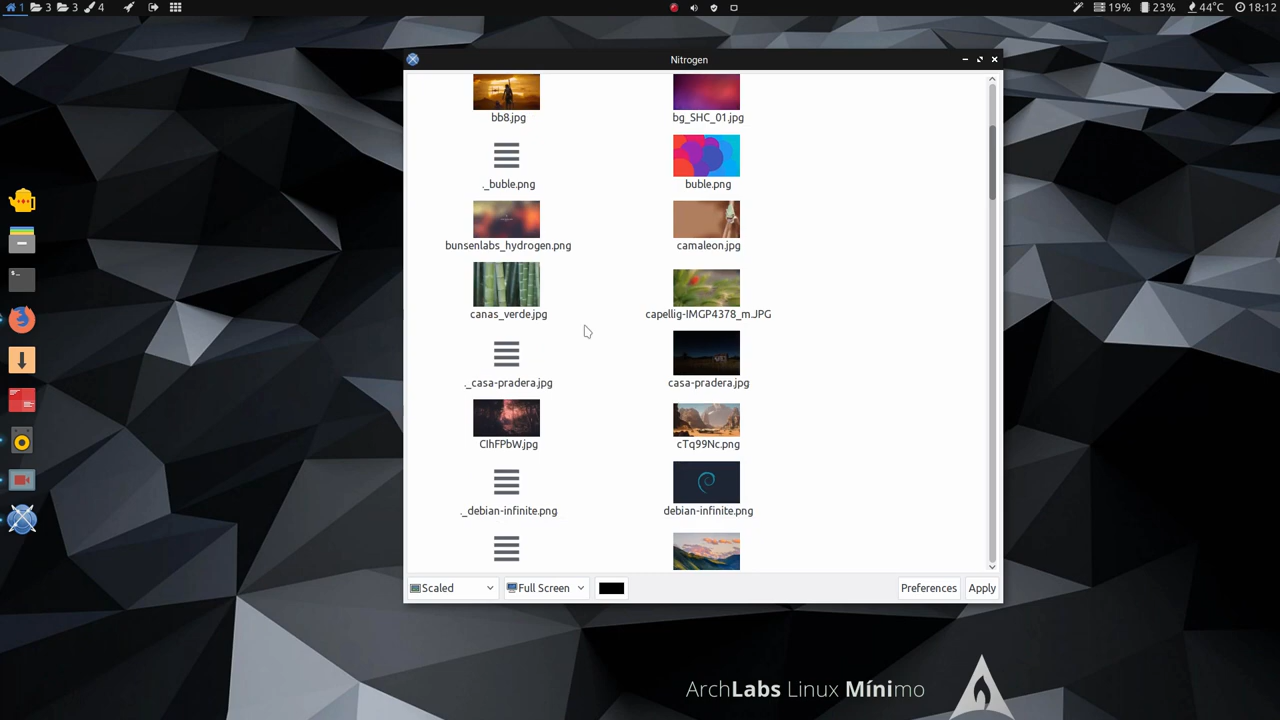 1 3 3 4 19% 23% 44°C 18:12
Nitrogen
bb8.jpg bg_SHC_01.jpg
._buble.png buble.png
bunsenlabs_hydrogen.png camaleon.jpg
canas_verde.jpg capellig-IMGP4378_m.JPG
._casa-pradera.jpg casa-pradera.jpg
CIhFPbW.jpg cTq99Nc.png
._debian-infinite.png debian-infinite.png
Scaled Full Screen Preferences Apply
ArchLabs Linux Mínimo